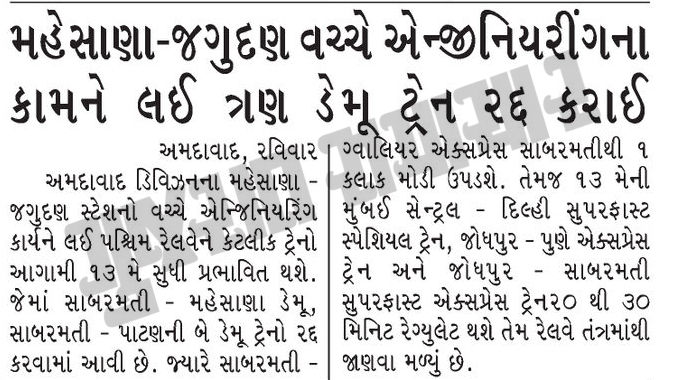 મહેસાણા-જગુદણ વચ્ચે એન્જીનિયરીંગના
કામને લઈ ત્રણ ડેમૂ ટ્રેન રદ્દ કરાઈ
અમદાવાદ, રવિવાર
અમદાવાદ ડિવિઝનના મહેસાણા -
જગુદણ સ્ટેશનો વચ્ચે એન્જિનિયરિંગ
કાર્યને લઈ પશ્ચિમ રેલવેને કેટલીક ટ્રેનો
આગામી ૧૩ મે સુધી પ્રભાવિત થશે.
જેમાં સાબરમતી - મહેસાણા ડેમૂ,
સાબરમતી - પાટણની બે ડેમૂ ટ્રેનો રદ્દ
કરવામાં આવી છે. જ્યારે સાબરમતી -
ગ્વાલિયર એક્સપ્રેસ સાબરમતીથી ૧
કલાક મોડી ઉપડશે. તેમજ ૧૩ મેની
મુંબઈ સેન્ટ્રલ - દિલ્હી સુપરફાસ્ટ
સ્પેશિયલ ટ્રેન, જોધપુર - પુણે એક્સપ્રેસ
ટ્રેન અને જોધપુર - સાબરમતી
સુપરફાસ્ટ એક્સપ્રેસ ટ્રેન૨૦ થી ૩૦
મિનિટ રેગ્યુલેટ થશે તેમ રેલવે તંત્રમાંથી
જાણવા મળ્યું છે.